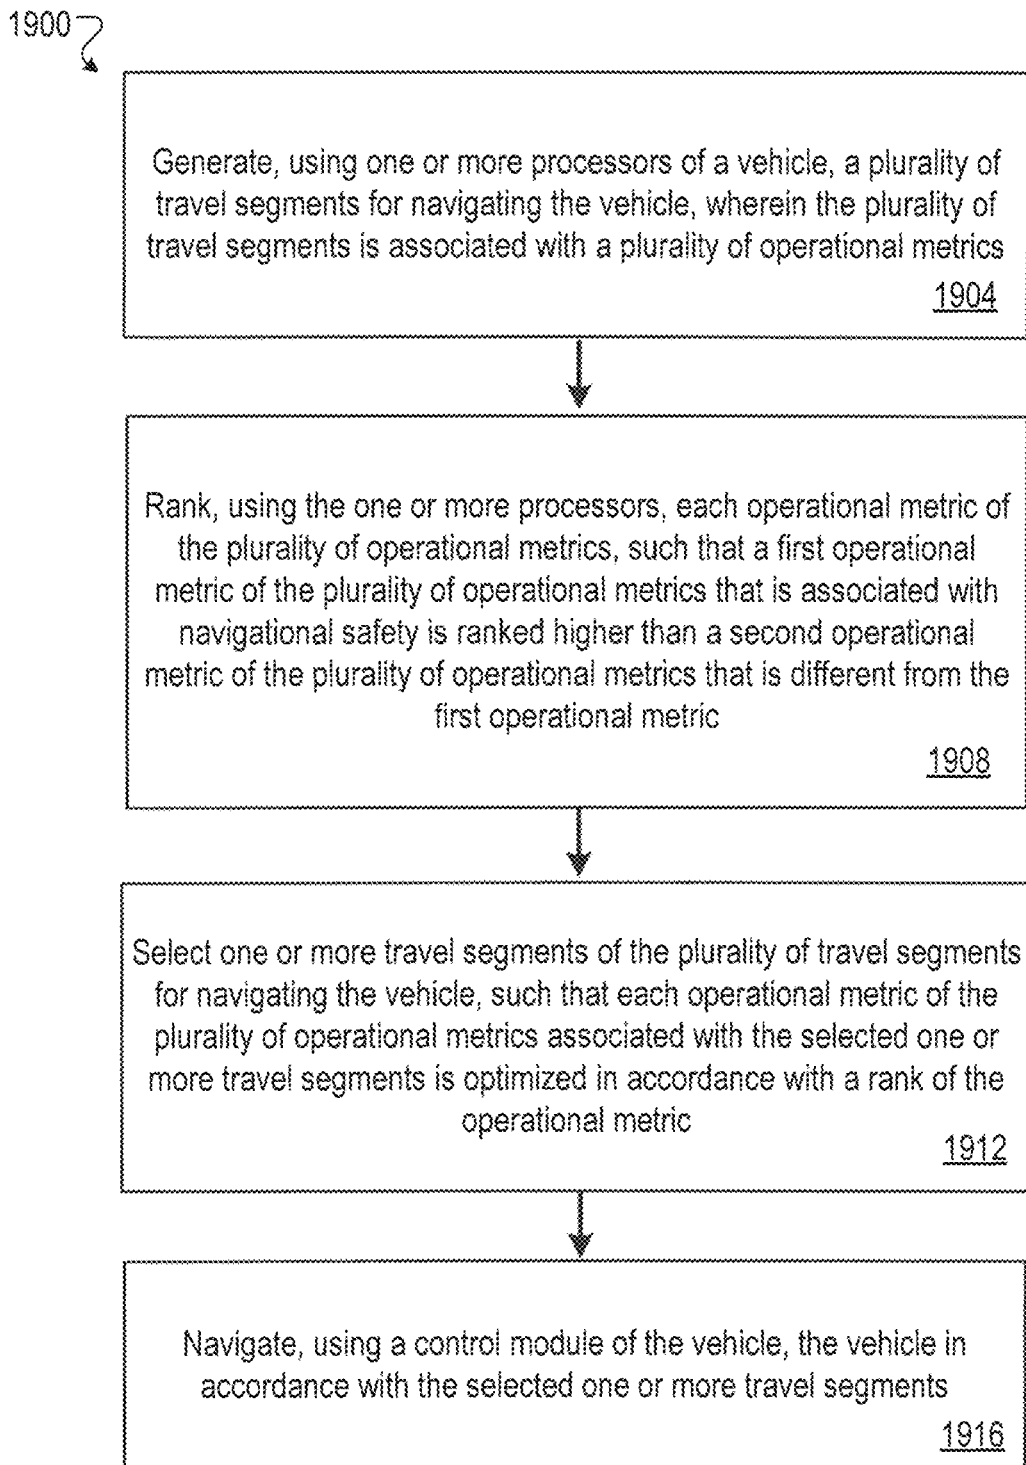 1900
Generate, using one or more processors of a vehicle, a plurality of
travel segments for navigating the vehicle, wherein the plurality of
travel segments is associated with a plurality of operational metrics
1904
Rank, using the one or more processors, each operational metric of
the plurality of operational metrics, such that a first operational
metric of the plurality of operational metrics that is associated with
navigational safety is ranked higher than a second operational
metric of the plurality of operational metrics that is different from the
first operational metric
1908
Select one or more travel segments of the plurality of travel segments
for navigating the vehicle, such that each operational metric of the
plurality of operational metrics associated with the selected one or
more travel segments is optimized in accordance with a rank of the
operational metric
1912
Navigate, using a control module of the vehicle, the vehicle in
accordance with the selected one or more travel segments
1916